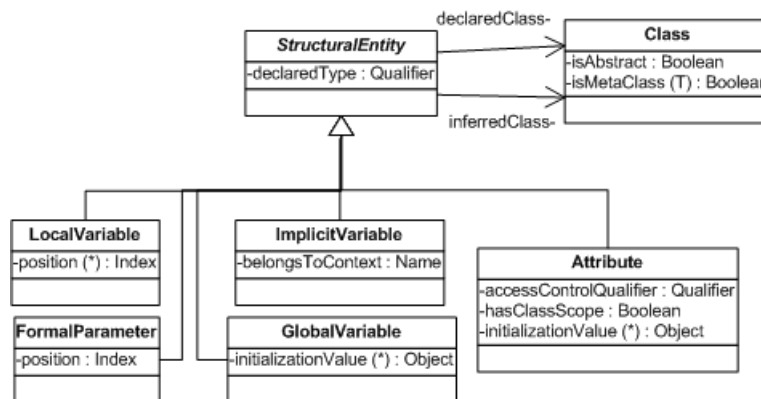 StructuralEntity
-declaredType : Qualifier
declaredClass-
inferredClass-
Class
-isAbstract : Boolean
-isMetaClass (T) : Boolean
LocalVariable
-position (*) : Index
ImplicitVariable
-belongsToContext : Name
Attribute
-accessControlQualifier : Qualifier
-hasClassScope : Boolean
-initializationValue (*) : Object
FormalParameter
-position : Index
GlobalVariable
-initializationValue (*) : Object